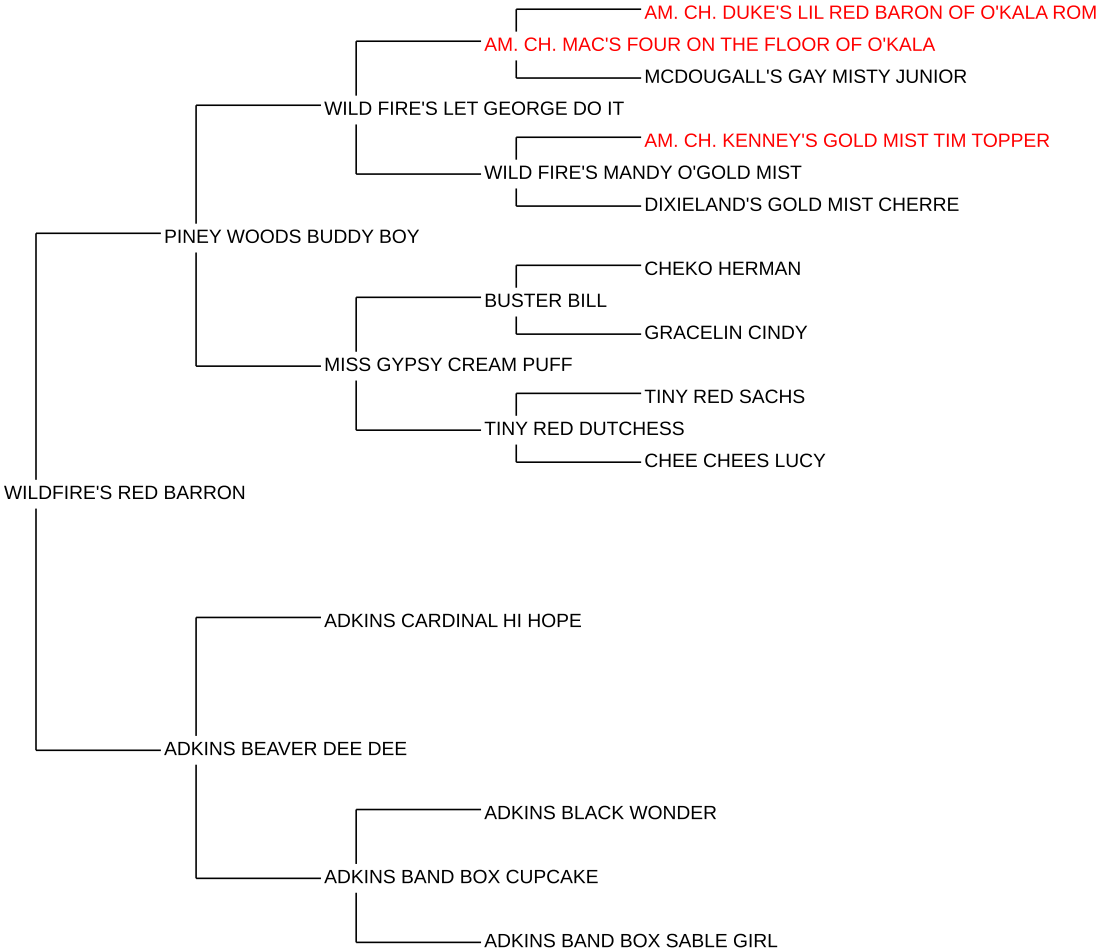 AM. CH. DUKE'S LIL RED BARON OF O'KALA ROM
AM. CH. MAC'S FOUR ON THE FLOOR OF O'KALA
MCDOUGALL'S GAY MISTY JUNIOR
WILD FIRE'S LET GEORGE DO IT
AM. CH. KENNEY'S GOLD MIST TIM TOPPER
WILD FIRE'S MANDY O'GOLD MIST
DIXIELAND'S GOLD MIST CHERRE
PINEY WOODS BUDDY BOY
CHEKO HERMAN
BUSTER BILL
GRACELIN CINDY
MISS GYPSY CREAM PUFF
TINY RED SACHS
TINY RED DUTCHESS
CHEE CHEES LUCY
WILDFIRE'S RED BARRON
ADKINS CARDINAL HI HOPE
ADKINS BEAVER DEE DEE
ADKINS BLACK WONDER
ADKINS BAND BOX CUPCAKE
ADKINS BAND BOX SABLE GIRL